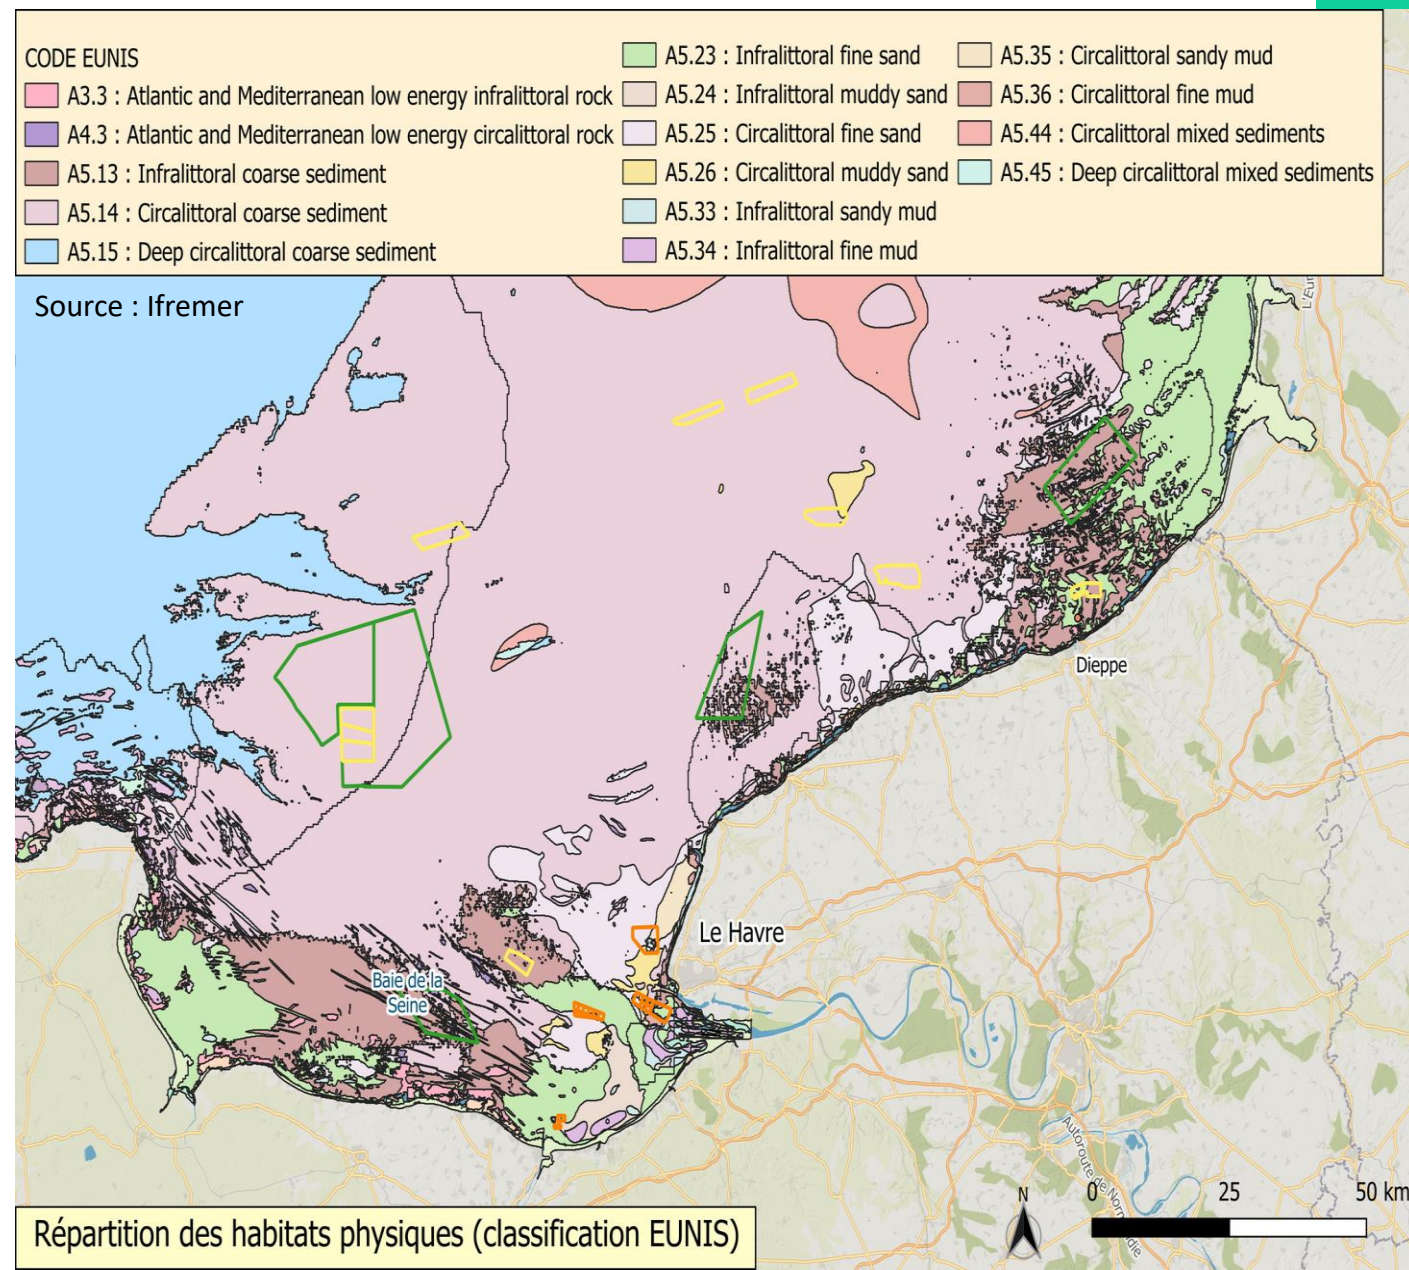 CODE EUNIS
A3.3 : Atlantic and Mediterranean low energy infralittoral rock
A4.3 : Atlantic and Mediterranean low energy circalittoral rock
A5.13 : Infralittoral coarse sediment
A5.14 : Circalittoral coarse sediment
A5.15 : Deep circalittoral coarse sediment
A5.23 : Infralittoral fine sand
A5.24 : Infralittoral muddy sand
A5.25 : Circalittoral fine sand
A5.26 : Circalittoral muddy sand
A5.33 : Infralittoral sandy mud
A5.34 : Infralittoral fine mud
A5.35 : Circalittoral sandy mud
A5.36 : Circalittoral fine mud
A5.44 : Circalittoral mixed sediments
A5.45 : Deep circalittoral mixed sediments
Source : Ifremer
L'Eur
Dieppe
Le Havre
Baie de la
Seine
Autoroute de Normandie
N
0 25 50 km
Répartition des habitats physiques (classification EUNIS)